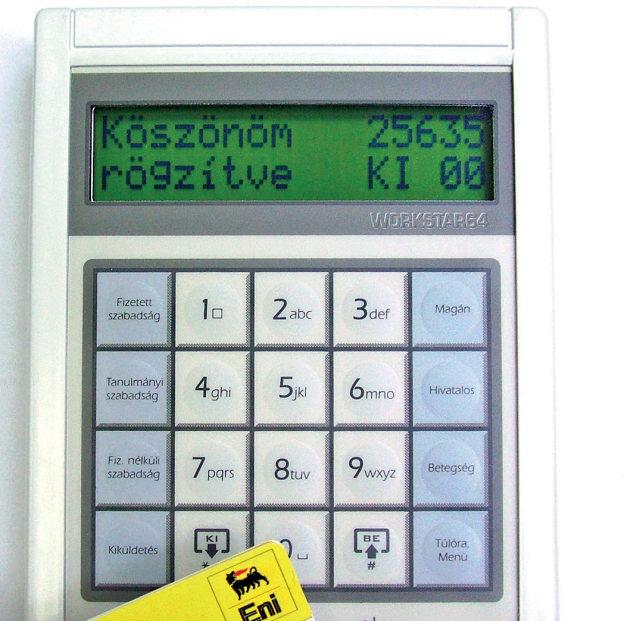 Köszönöm 25635
rögzítve KI 00
WORKSTAR64
Fizetett szabadság
1
2abc
3def
Magán
Tanulmányi szabadság
4ghi
5jkl
6mno
Hivatalos
Fiz. nélküli szabadság
7pqrs
8tuv
9wxyz
Betegség
Kiküldetés
KI
*
0
BE
#
Túlóra, Menü
Eni